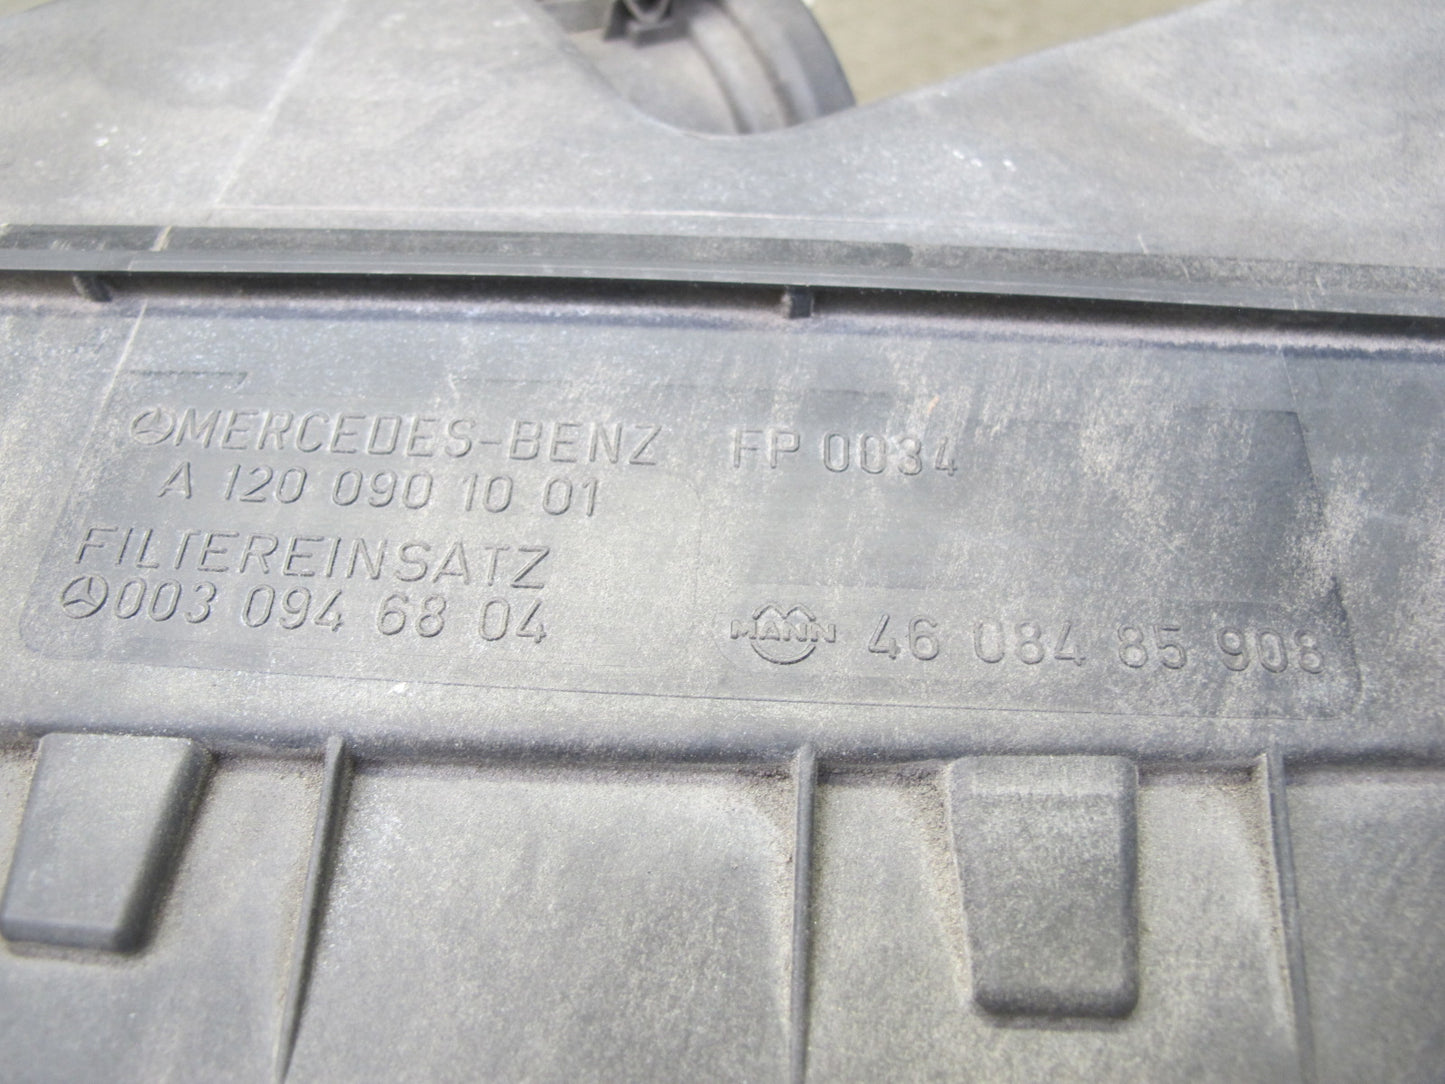 MERCEDES-BENZ FP 0034
A 120 090 10 01
FILTEREINSATZ
003 094 68 04
MANN 46 084 85 908